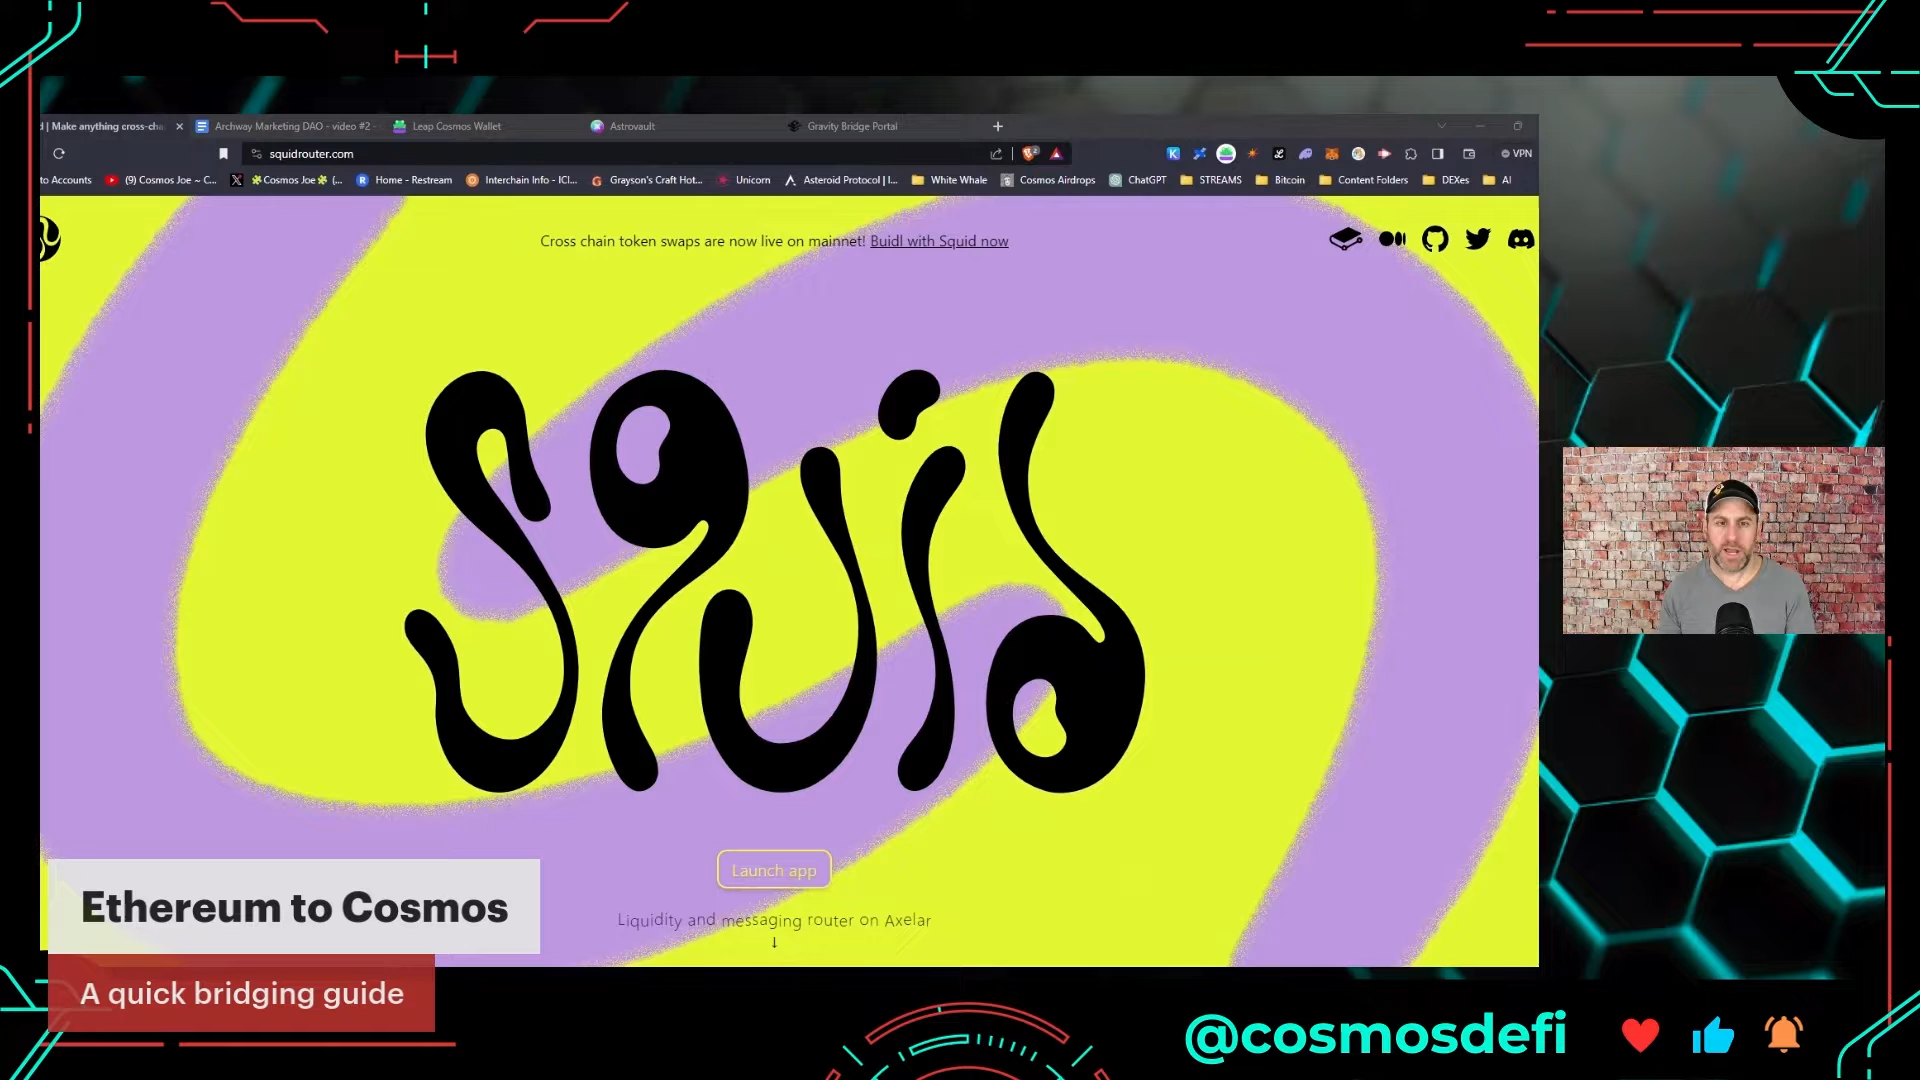 d | Make anything cross-cha
Archway Marketing DAO - video #2 -
Leap Cosmos Wallet
Astrovault
Gravity Bridge Portal
squidrouter.com
2
VPN
to Accounts
(9) Cosmos Joe ~ C...
Cosmos Joe (...
Home - Restream
Interchain Info - ICI...
Grayson's Craft Hot...
Unicorn
Asteroid Protocol | I...
White Whale
Cosmos Airdrops
ChatGPT
STREAMS
Bitcoin
Content Folders
DEXes
AI
Cross chain token swaps are now live on mainnet! Buidl with Squid now
squid
Launch app
Liquidity and messaging router on Axelar
↓
Ethereum to Cosmos
A quick bridging guide
@cosmosdefi